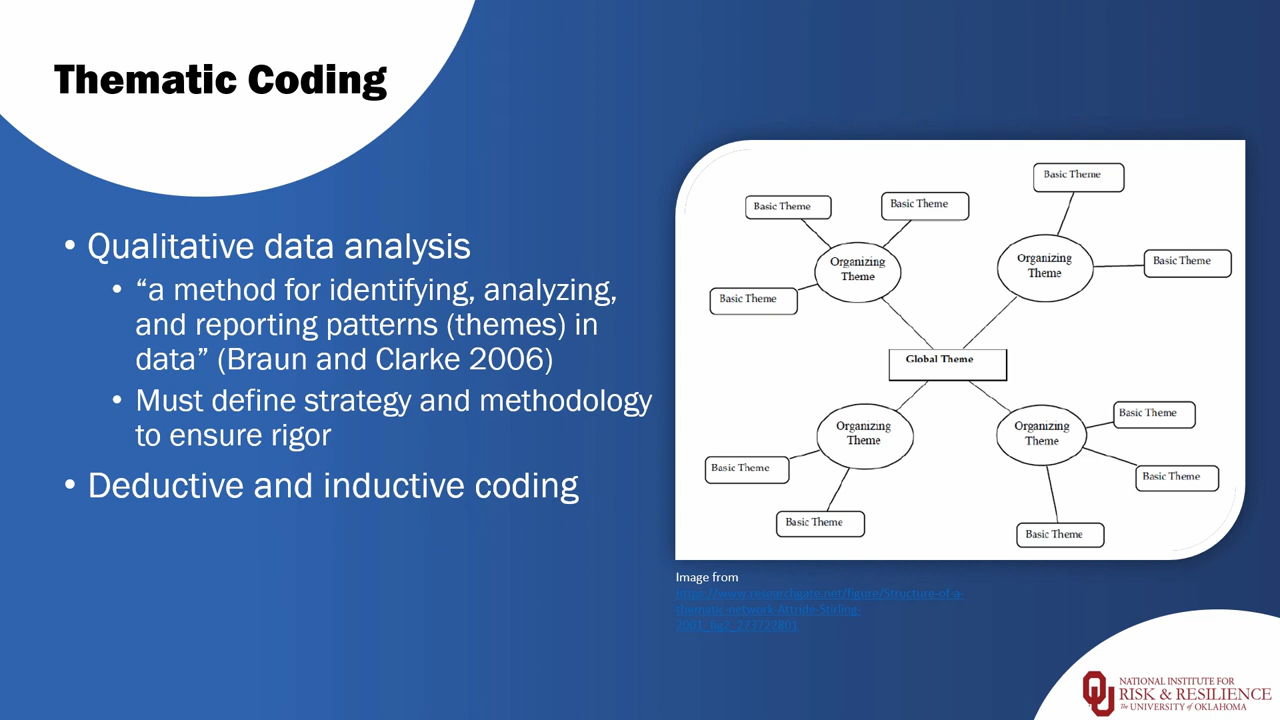 Thematic Coding
• Qualitative data analysis
• “a method for identifying, analyzing,
and reporting patterns (themes) in
data” (Braun and Clarke 2006)
• Must define strategy and methodology
to ensure rigor
• Deductive and inductive coding
Basic Theme
Basic Theme
Basic Theme
Organizing
Theme
Basic Theme
Basic Theme
Organizing
Theme
Global Theme
Organizing
Theme
Basic Theme
Basic Theme
Organizing
Theme
Basic Theme
Basic Theme
Basic Theme
Image from
https://www.researchgate.net/figure/Structure-of-a-
thematic-network-Attride-Stirling-
2001_fig2_273722801
OU
NATIONAL INSTITUTE FOR
RISK & RESILIENCE
The UNIVERSITY of OKLAHOMA